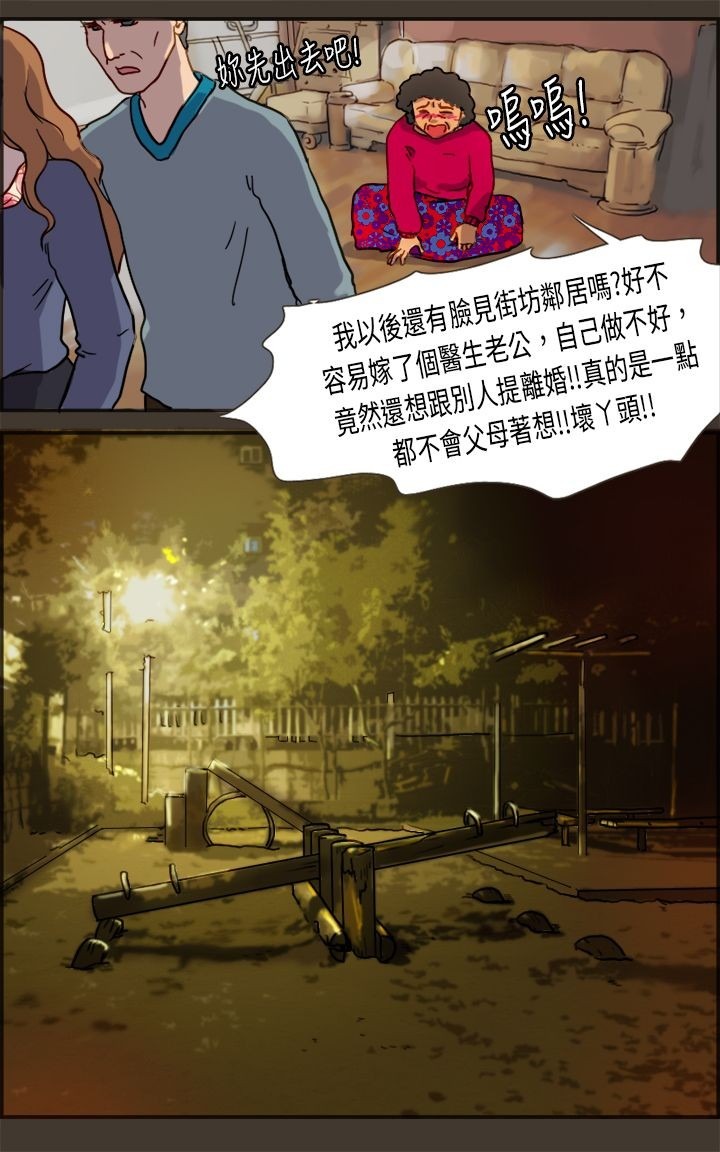 妳先出去吧!
嗚嗚!
我以後還有臉見街坊鄰居嗎?好不
容易嫁了個醫生老公，自己做不好，
竟然還想跟別人提離婚!!真的是一點
都不會父母著想!!壞丫頭!!